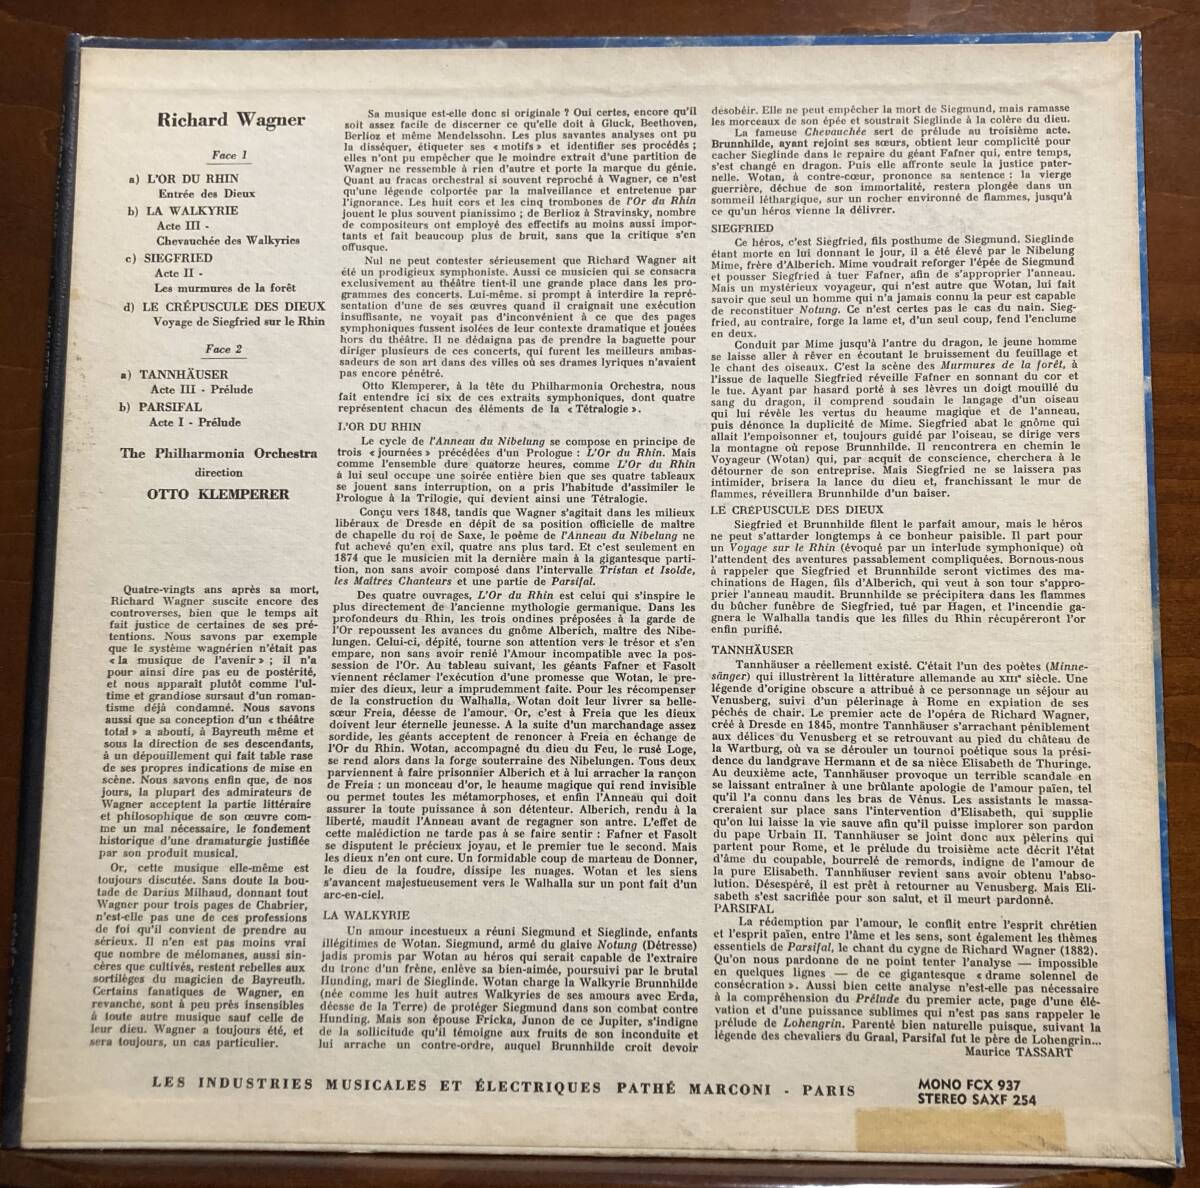 Richard Wagner
Face 1
a) L'OR DU RHIN
Entrée des Dieux
b) LA WALKYRIE
Acte III -
Chevauchée des Walkyries
c) SIEGFRIED
Acte II -
Les murmures de la forêt
d) LE CRÉPUSCULE DES DIEUX
Voyage de Siegfried sur le Rhin
Face 2
a) TANNHÄUSER
Acte III - Prélude
b) PARSIFAL
Acte I - Prélude
The Philharmonia Orchestra
direction
OTTO KLEMPERER
Quatre-vingts ans après sa mort,
Richard Wagner suscite encore des
controverses, bien que le temps ait
fait justice de certaines de ses pré-
tentions. Nous savons par exemple
que le système wagnérien n'était pas
« la musique de l'avenir » ; il n'a
pour ainsi dire pas eu de postérité,
et nous apparaît plutôt comme l'ul-
time et grandiose sursaut d'un roman-
tisme déjà condamné. Nous savons
aussi que sa conception d'un « théâtre
total » a abouti, à Bayreuth même et
sous la direction de ses descendants,
à un dépouillement qui fait table rase
de ses propres indications de mise en
scène. Nous savons enfin que, de nos
jours, la plupart des admirateurs de
Wagner acceptent la partie littéraire
et philosophique de son œuvre com-
me un mal nécessaire, le fondement
historique d'une dramaturgie justifiée
par son produit musical.
Or, cette musique elle-même est
toujours discutée. Sans doute la bou-
tade de Darius Milhaud, donnant tout
Wagner pour trois pages de Chabrier,
n'est-elle pas une de ces professions
de foi qu'il convient de prendre au
sérieux. Il n'en est pas moins vrai
que nombre de mélomanes, aussi sin-
cères que cultivés, restent rebelles aux
sortilèges du magicien de Bayreuth.
Certains fanatiques de Wagner, en
revanche, sont à peu près insensibles
à toute autre musique sauf celle de
leur dieu. Wagner a toujours été, et
sera toujours, un cas particulier.
Sa musique est-elle donc si originale ? Oui certes, encore qu'il
soit assez facile de discerner ce qu'elle doit à Gluck, Beethoven,
Berlioz et même Mendelssohn. Les plus savantes analyses ont pu
la disséquer, étiqueter ses « motifs » et identifier ses procédés ;
elles n'ont pu empêcher que le moindre extrait d'une partition de
Wagner ne ressemble à rien d'autre et porte la marque du génie.
Quant au fracas orchestral si souvent reproché à Wagner, ce n'est
qu'une légende colportée par la malveillance et entretenue par
l'ignorance. Les huit cors et les cinq trombones de l'Or du Rhin
jouent le plus souvent pianissimo ; de Berlioz à Stravinsky, nombre
de compositeurs ont employé des effectifs au moins aussi impor-
tants et fait beaucoup plus de bruit, sans que la critique s'en
offusque.
Nul ne peut contester sérieusement que Richard Wagner ait
été un prodigieux symphoniste. Aussi ce musicien qui se consacra
exclusivement au théâtre tient-il une grande place dans les pro-
grammes des concerts. Lui-même, si prompt à interdire la repré-
sentation d'une de ses œuvres quand il craignait une exécution
insuffisante, ne voyait pas d'inconvénient à ce que des pages
symphoniques fussent isolées de leur contexte dramatique et jouées
hors du théâtre. Il ne dédaigna pas de prendre la baguette pour
diriger plusieurs de ces concerts, qui furent les meilleurs ambas-
sadeurs de son art dans des villes où ses drames lyriques n'avaient
pas encore pénétré.
Otto Klemperer, à la tête du Philharmonia Orchestra, nous
fait entendre ici six de ces extraits symphoniques, dont quatre
représentent chacun des éléments de la « Tétralogie ».
L'OR DU RHIN
Le cycle de l'Anneau du Nibelung se compose en principe de
trois « journées » précédées d'un Prologue : L'Or du Rhin. Mais
comme l'ensemble dure quatorze heures, comme L'Or du Rhin
à lui seul occupe une soirée entière bien que ses quatre tableaux
se jouent sans interruption, on a pris l'habitude d'assimiler le
Prologue à la Trilogie, qui devient ainsi une Tétralogie.
Conçu vers 1848, tandis que Wagner s'agitait dans les milieux
libéraux de Dresde en dépit de sa position officielle de maître
de chapelle du roi de Saxe, le poème de l'Anneau du Nibelung ne
fut achevé qu'en exil, quatre ans plus tard. Et c'est seulement en
1874 que le musicien mit la dernière main à la gigantesque parti-
tion, non sans avoir composé dans l'intervalle Tristan et Isolde,
les Maîtres Chanteurs et une partie de Parsifal.
Des quatre ouvrages, L'Or du Rhin est celui qui s'inspire le
plus directement de l'ancienne mythologie germanique. Dans les
profondeurs du Rhin, les trois ondines préposées à la garde de
l'Or repoussent les avances du gnôme Alberich, maître des Nibe-
lungen. Celui-ci, dépité, tourne son attention vers le trésor et s'en
empare, non sans avoir renié l'Amour incompatible avec la pos-
session de l'Or. Au tableau suivant, les géants Fafner et Fasolt
viennent réclamer l'exécution d'une promesse que Wotan, le pre-
mier des dieux, leur a imprudemment faite. Pour les récompenser
de la construction du Walhalla, Wotan doit leur livrer sa belle-
sœur Freia, déesse de l'amour. Or, c'est à Freia que les dieux
doivent leur éternelle jeunesse. A la suite d'un marchandage assez
sordide, les géants acceptent de renoncer à Freia en échange de
l'Or du Rhin. Wotan, accompagné du dieu du Feu, le rusé Loge,
se rend alors dans la forge souterraine des Nibelungen. Tous deux
parviennent à faire prisonnier Alberich et à lui arracher la rançon
de Freia : un monceau d'or, le heaume magique qui rend invisible
ou permet toutes les métamorphoses, et enfin l'Anneau qui doit
assurer la toute puissance à son détenteur. Alberich, rendu à la
liberté, maudit l'Anneau avant de regagner son antre. L'effet de
cette malédiction ne tarde pas à se faire sentir : Fafner et Fasolt
se disputent le précieux joyau, et le premier tue le second. Mais
les dieux n'en ont cure. Un formidable coup de marteau de Donner,
le dieu de la foudre, dissipe les nuages. Wotan et les siens
s'avancent majestueusement vers le Walhalla sur un pont fait d'un
arc-en-ciel.
LA WALKYRIE
Un amour incestueux a réuni Siegmund et Sieglinde, enfants
illégitimes de Wotan. Siegmund, armé du glaive Notung (Détresse)
jadis promis par Wotan au héros qui serait capable de l'extraire
du tronc d'un frêne, enlève sa bien-aimée, poursuivi par le brutal
Hunding, mari de Sieglinde. Wotan charge la Walkyrie Brunnhilde
(née comme les huit autres Walkyries de ses amours avec Erda,
déesse de la Terre) de protéger Siegmund dans son combat contre
Hunding. Mais son épouse Fricka, Junon de ce Jupiter, s'indigne
de la sollicitude qu'il témoigne aux fruits de son inconduite et
lui arrache un contre-ordre, auquel Brunnhilde croit devoir
désobéir. Elle ne peut empêcher la mort de Siegmund, mais ramasse
les morceaux de son épée et soustrait Sieglinde à la colère du dieu.
La fameuse Chevauchée sert de prélude au troisième acte.
Brunnhilde, ayant rejoint ses sœurs, obtient leur complicité pour
cacher Sieglinde dans le repaire du géant Fafner qui, entre temps,
s'est changé en dragon. Puis elle affronte seule la justice pater-
nelle. Wotan, à contre-cœur, prononce sa sentence : la vierge
guerrière, déchue de son immortalité, restera plongée dans un
sommeil léthargique, sur un rocher environné de flammes, jusqu'à
ce qu'un héros vienne la délivrer.
SIEGFRIED
Ce héros, c'est Siegfried, fils posthume de Siegmund. Sieglinde
étant morte en lui donnant le jour, il a été élevé par le Nibelung
Mime, frère d'Alberich. Mime voudrait reforger l'épée de Siegmund
et pousser Siegfried à tuer Fafner, afin de s'approprier l'anneau.
Mais un mystérieux voyageur, qui n'est autre que Wotan, lui fait
savoir que seul un homme qui n'a jamais connu la peur est capable
de reconstituer Notung. Ce n'est certes pas le cas du nain. Sieg-
fried, au contraire, forge la lame et, d'un seul coup, fend l'enclume
en deux.
Conduit par Mime jusqu'à l'antre du dragon, le jeune homme
se laisse aller à rêver en écoutant le bruissement du feuillage et
le chant des oiseaux. C'est la scène des Murmures de la forêt, à
l'issue de laquelle Siegfried réveille Fafner en sonnant du cor et
le tue. Ayant par hasard porté à ses lèvres un doigt mouillé du
sang du dragon, il comprend soudain le langage d'un oiseau
qui lui révèle les vertus du heaume magique et de l'anneau,
puis dénonce la duplicité de Mime. Siegfried abat le gnôme qui
allait l'empoisonner et, toujours guidé par l'oiseau, se dirige vers
la montagne où repose Brunnhilde. Il rencontrera en chemin le
Voyageur (Wotan) qui, par acquit de conscience, cherchera à le
détourner de son entreprise. Mais Siegfried ne se laissera pas
intimider, brisera la lance du dieu et, franchissant le mur de
flammes, réveillera Brunnhilde d'un baiser.
LE CRÉPUSCULE DES DIEUX
Siegfried et Brunnhilde filent le parfait amour, mais le héros
ne peut s'attarder longtemps à ce bonheur paisible. Il part pour
un Voyage sur le Rhin (évoqué par un interlude symphonique) où
l'attendent des aventures passablement compliquées. Bornons-nous
à rappeler que Siegfried et Brunnhilde seront victimes des ma-
chinations de Hagen, fils d'Alberich, qui veut à son tour s'appro-
prier l'anneau maudit. Brunnhilde se précipitera dans les flammes
du bûcher funèbre de Siegfried, tué par Hagen, et l'incendie ga-
gnera le Walhalla tandis que les filles du Rhin récupéreront l'or
enfin purifié.
TANNHÄUSER
Tannhäuser a réellement existé. C'était l'un des poètes (Minne-
sänger) qui illustrèrent la littérature allemande au XIIIe siècle. Une
légende d'origine obscure a attribué à ce personnage un séjour au
Venusberg, suivi d'un pélerinage à Rome en expiation de ses
péchés de chair. Le premier acte de l'opéra de Richard Wagner,
créé à Dresde en 1845, montre Tannhäuser s'arrachant péniblement
aux délices du Venusberg et se retrouvant au pied du château de
la Wartburg, où va se dérouler un tournoi poétique sous la prési-
dence du landgrave Hermann et de sa nièce Elisabeth de Thuringe.
Au deuxième acte, Tannhäuser provoque un terrible scandale en
se laissant entraîner à une brûlante apologie de l'amour païen, tel
qu'il l'a connu dans les bras de Vénus. Les assistants le massa-
creraient sur place sans l'intervention d'Elisabeth, qui supplie
qu'on lui laisse la vie sauve afin qu'il puisse implorer son pardon
du pape Urbain II. Tannhäuser se joint donc aux pélerins qui
partent pour Rome, et le prélude du troisième acte décrit l'état
d'âme du coupable, bourrelé de remords, indigne de l'amour de
la pure Elisabeth. Tannhäuser revient sans avoir obtenu l'abso-
lution. Désespéré, il est prêt à retourner au Venusberg. Mais Eli-
sabeth s'est sacrifiée pour son salut, et il meurt pardonné.
PARSIFAL
La rédemption par l'amour, le conflit entre l'esprit chrétien
et l'esprit païen, entre l'âme et les sens, sont également les thèmes
essentiels de Parsifal, le chant du cygne de Richard Wagner (1882).
Qu'on nous pardonne de ne point tenter l'analyse — impossible
en quelques lignes — de ce gigantesque « drame solennel de
consécration ». Aussi bien cette analyse n'est-elle pas nécessaire
à la compréhension du Prélude du premier acte, page d'une élé-
vation et d'une puissance sublimes qui n'est pas sans rappeler le
prélude de Lohengrin. Parenté bien naturelle puisque, suivant la
légende des chevaliers du Graal, Parsifal fut le père de Lohengrin...
Maurice TASSART
LES INDUSTRIES MUSICALES ET ÉLECTRIQUES PATHÉ MARCONI - PARIS
MONO FCX 937
STEREO SAXF 254